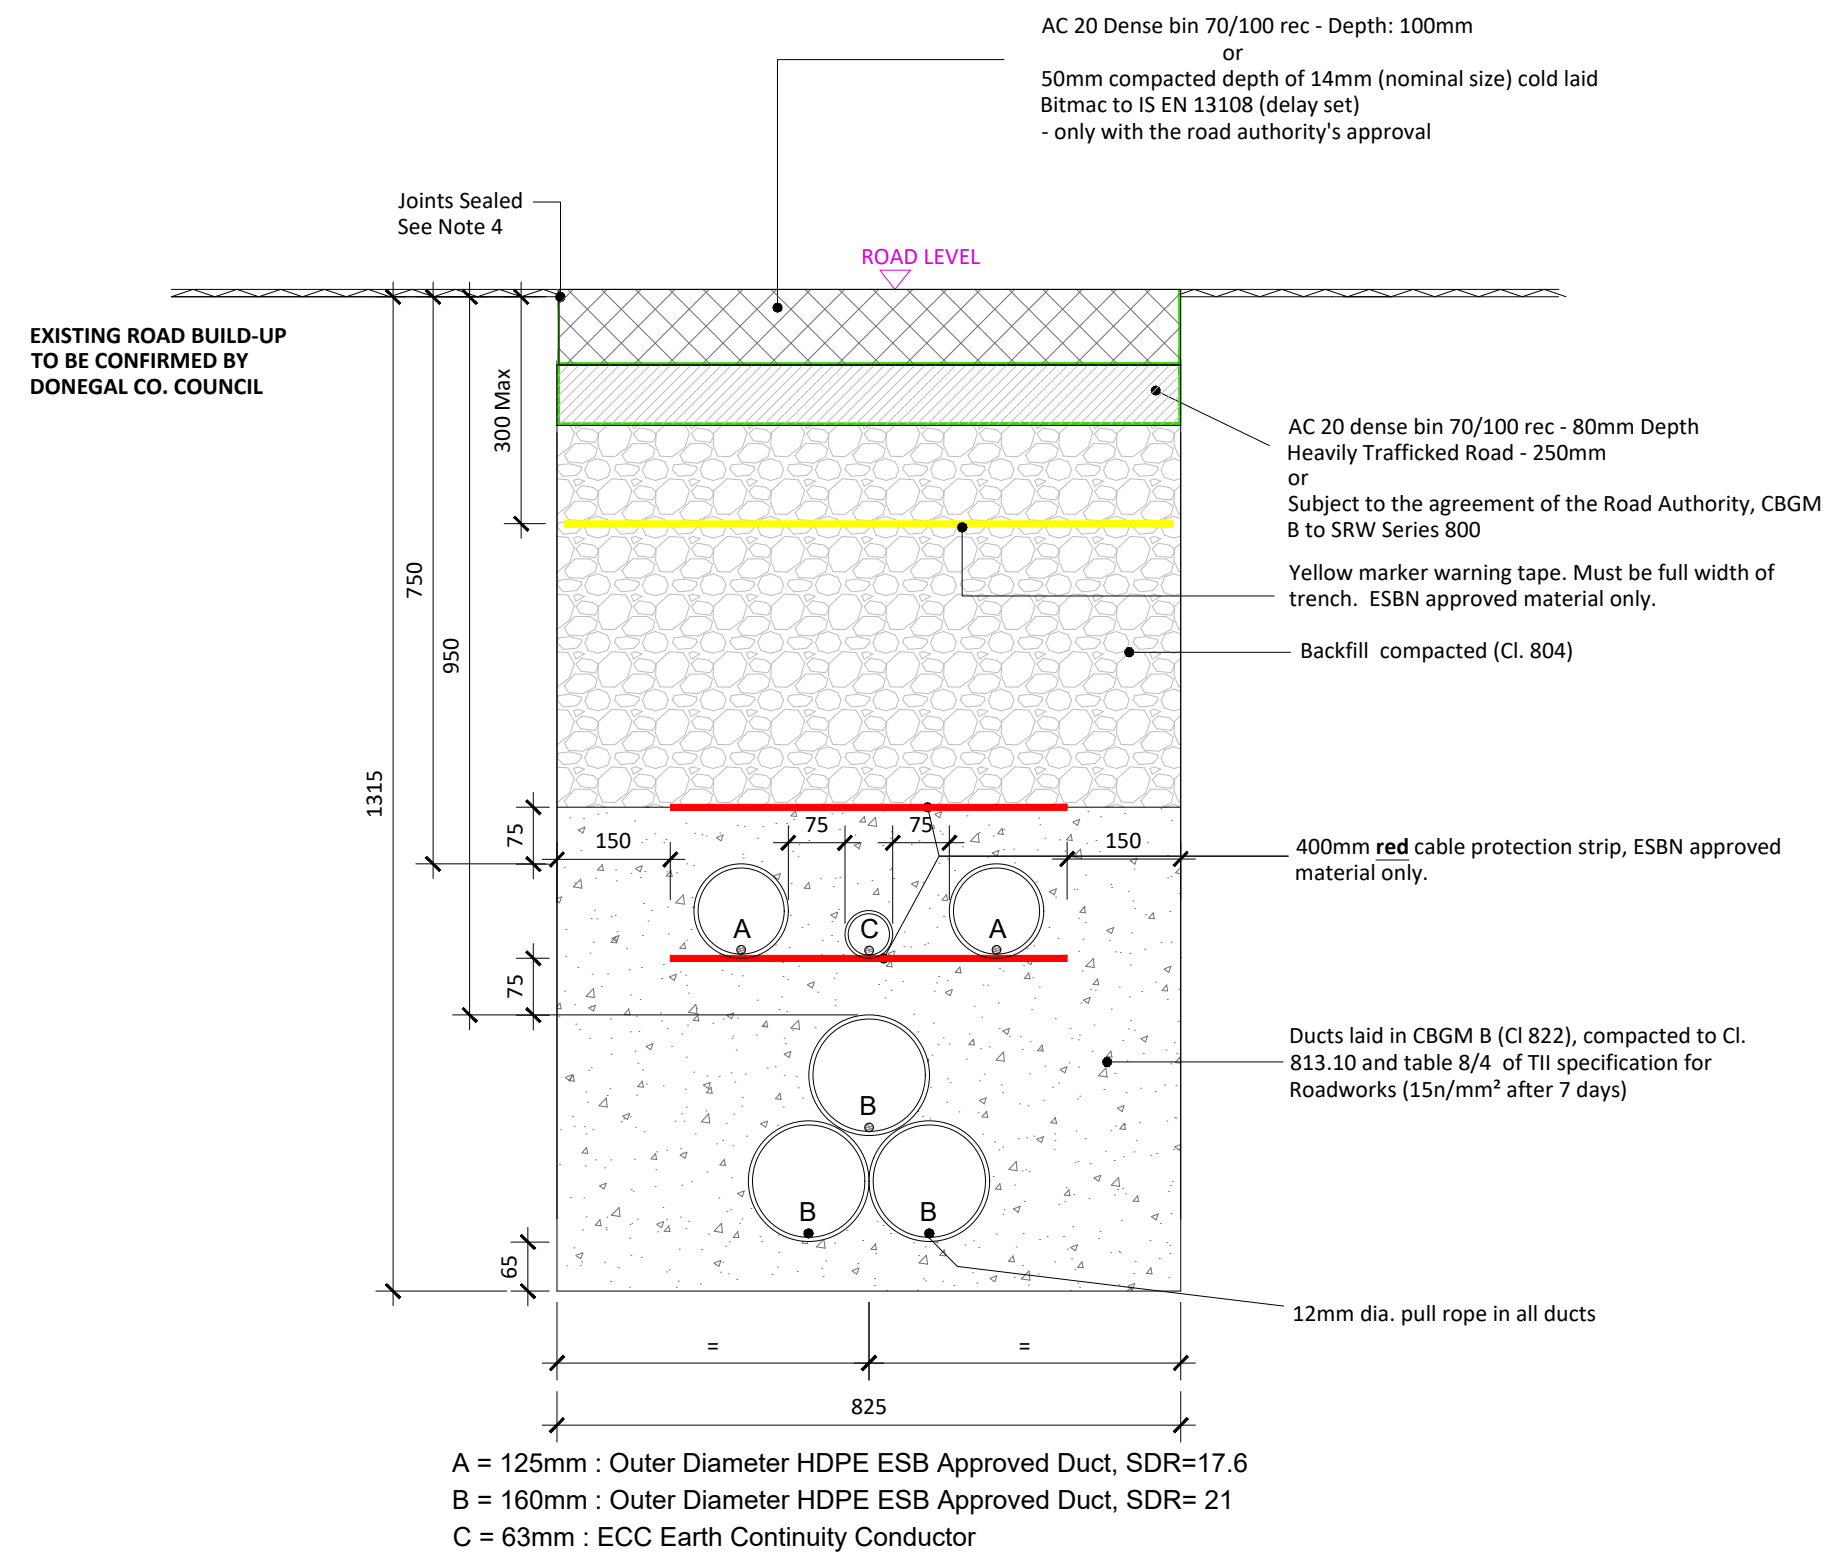 AC 20 Dense bin 70/100 rec - Depth: 100mm
or
50mm compacted depth of 14mm (nominal size) cold laid
Bitmac to IS EN 13108 (delay set)
- only with the road authority's approval
Joints Sealed
See Note 4
ROAD LEVEL
EXISTING ROAD BUILD-UP
TO BE CONFIRMED BY
DONEGAL CO. COUNCIL
300 Max
750
950
1315
AC 20 dense bin 70/100 rec - 80mm Depth
Heavily Trafficked Road - 250mm
or
Subject to the agreement of the Road Authority, CBGM
B to SRW Series 800
Yellow marker warning tape. Must be full width of
trench. ESBN approved material only.
Backfill compacted (Cl. 804)
75
150
75
75
150
400mm red cable protection strip, ESBN approved
material only.
A
C
A
75
Ducts laid in CBGM B (Cl 822), compacted to Cl.
813.10 and table 8/4 of TII specification for
Roadworks (15n/mm² after 7 days)
B
B
B
65
12mm dia. pull rope in all ducts
=
=
825
A = 125mm : Outer Diameter HDPE ESB Approved Duct, SDR=17.6
B = 160mm : Outer Diameter HDPE ESB Approved Duct, SDR= 21
C = 63mm : ECC Earth Continuity Conductor